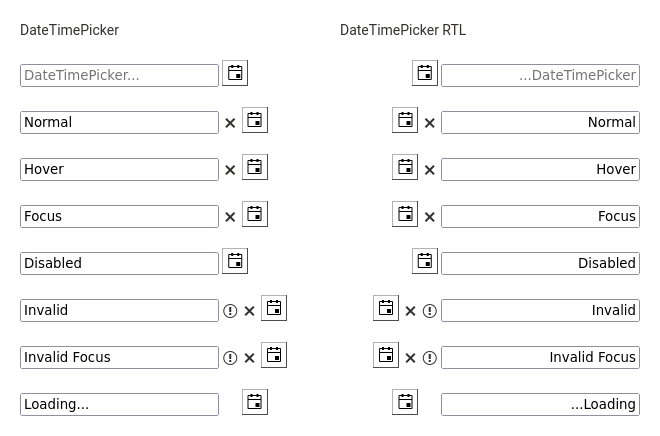 DateTimePicker
DateTimePicker...
Normal
Hover
Focus
Disabled
Invalid
Invalid Focus
Loading...
DateTimePicker RTL
...DateTimePicker
Normal
Hover
Focus
Disabled
Invalid
Invalid Focus
...Loading